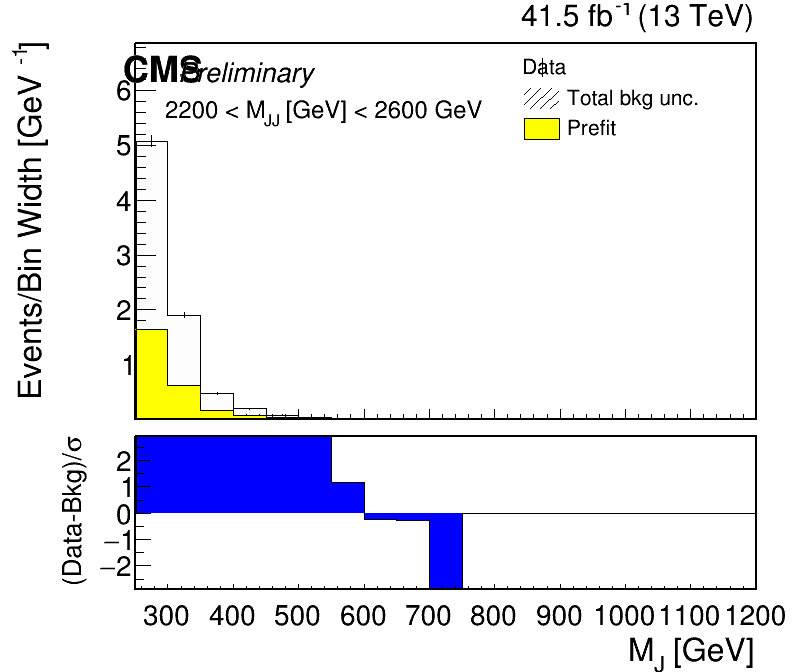 41.5 fb⁻¹ (13 TeV)
CMS Preliminary
2200 < M_JJ [GeV] < 2600 GeV
Data
Total bkg unc.
Prefit
Events/Bin Width [GeV⁻¹]
6
5
4
3
2
1
(Data-Bkg)/σ
2
1
0
−1
−2
300 400 500 600 700 800 900 1000 1100 1200
M_J [GeV]